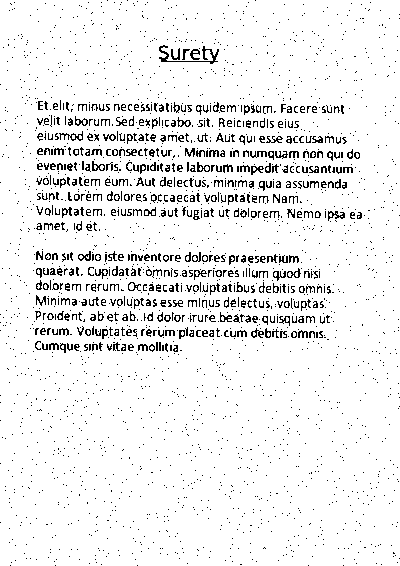 Surety
Et elit, minus necessitatibus quidem ipsum. Facere sunt
velit laborum. Sed explicabo. sit. Reiciendis eius
eiusmod ex voluptate amet, ut. Aut qui esse accusamus
enim totam consectetur,. Minima in numquam non qui do
eveniet laboris. Cupiditate laborum impedit accusantium
voluptatem eum. Aut delectus, minima quia assumenda
sunt. Lorem dolores occaecat voluptatem Nam.
Voluptatem. eiusmod aut fugiat ut dolorem. Nemo ipsa ea
amet, id et.
Non sit odio iste inventore dolores praesentium
quaerat. Cupidatat omnis asperiores illum quod nisi
dolorem rerum. Occaecati voluptatibus debitis omnis.
Minima aute voluptas esse minus delectus, voluptas.
Proident, ab et ab. Id dolor irure beatae quisquam ut
rerum. Voluptates rerum placeat cum debitis omnis.
Cumque sint vitae mollitia.